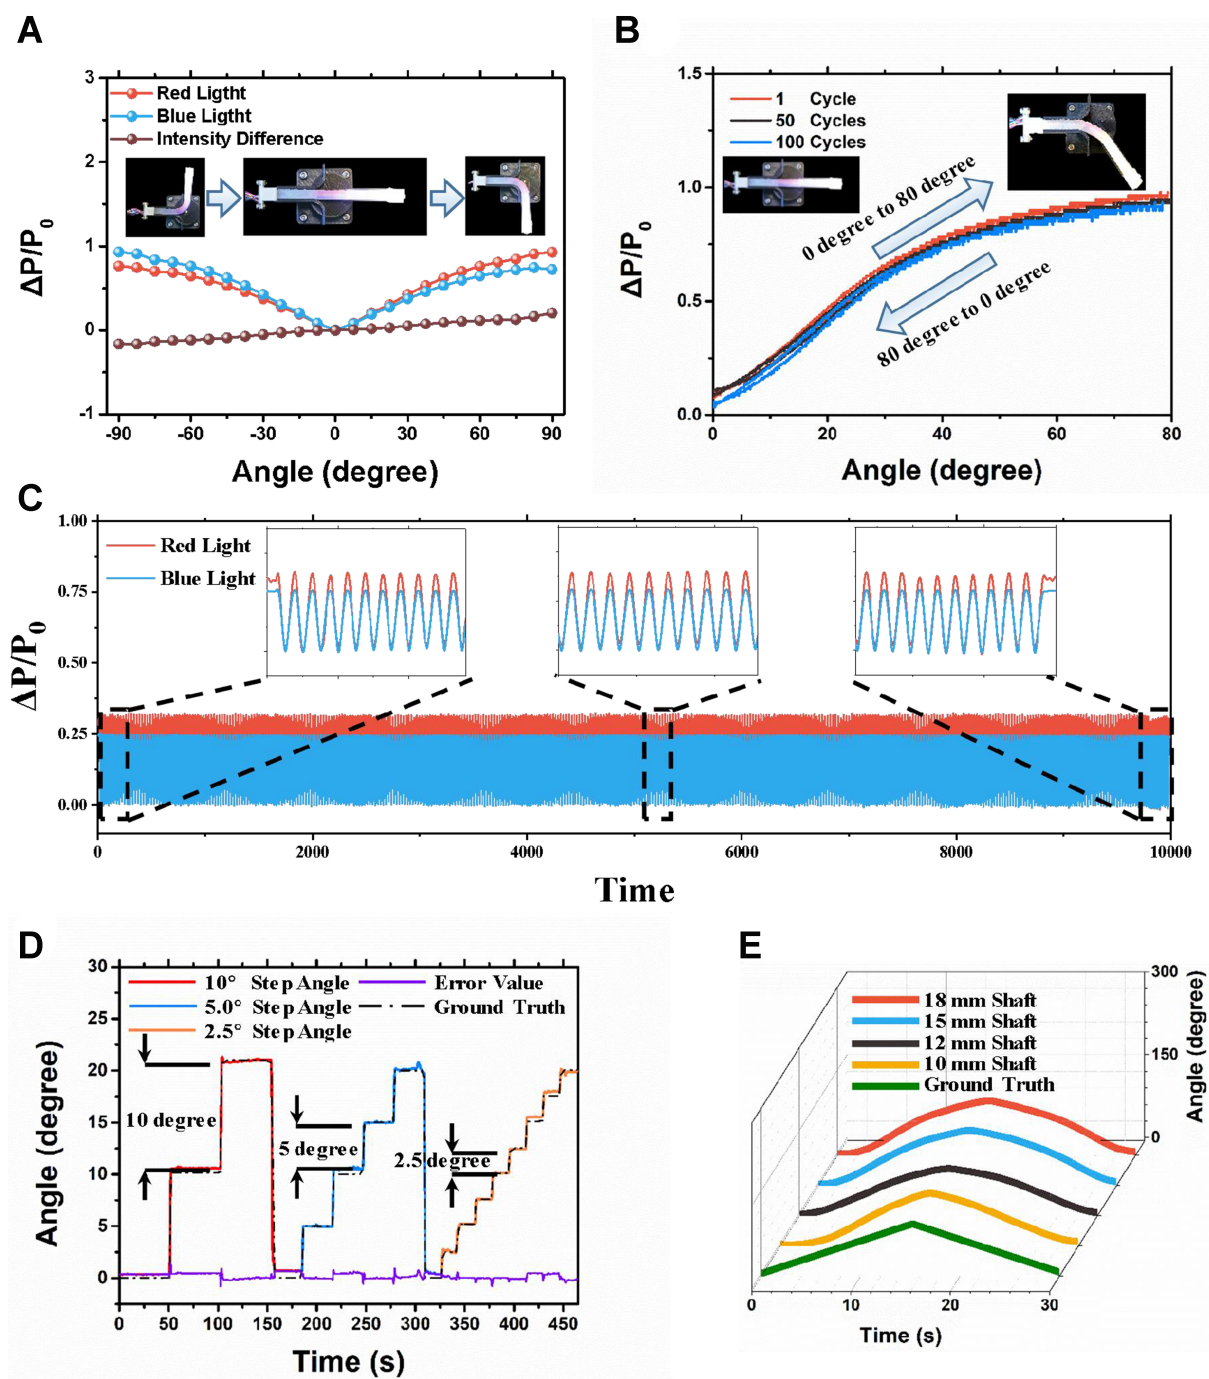 A
3
2
1
0
-1
ΔP/P0
Red Ligtht
Blue Ligtht
Intensity Difference
-90
-60
-30
0
30
60
90
Angle (degree)
B
1.5
1.0
0.5
0.0
ΔP/P0
1 Cycle
50 Cycles
100 Cycles
0 degree to 80 degree
80 degree to 0 degree
0
20
40
60
80
Angle (degree)
C
1.00
0.75
0.50
0.25
0.00
ΔP/P0
Red Light
Blue Light
0
2000
4000
6000
8000
10000
Time
D
30
25
20
15
10
5
0
Angle (degree)
10° Step Angle
5.0° Step Angle
2.5° Step Angle
Error Value
Ground Truth
10 degree
5 degree
2.5 degree
0
50
100
150
200
250
300
350
400
450
Time (s)
E
18 mm Shaft
15 mm Shaft
12 mm Shaft
10 mm Shaft
Ground Truth
300
150
0
Angle (degree)
0
10
20
30
Time (s)